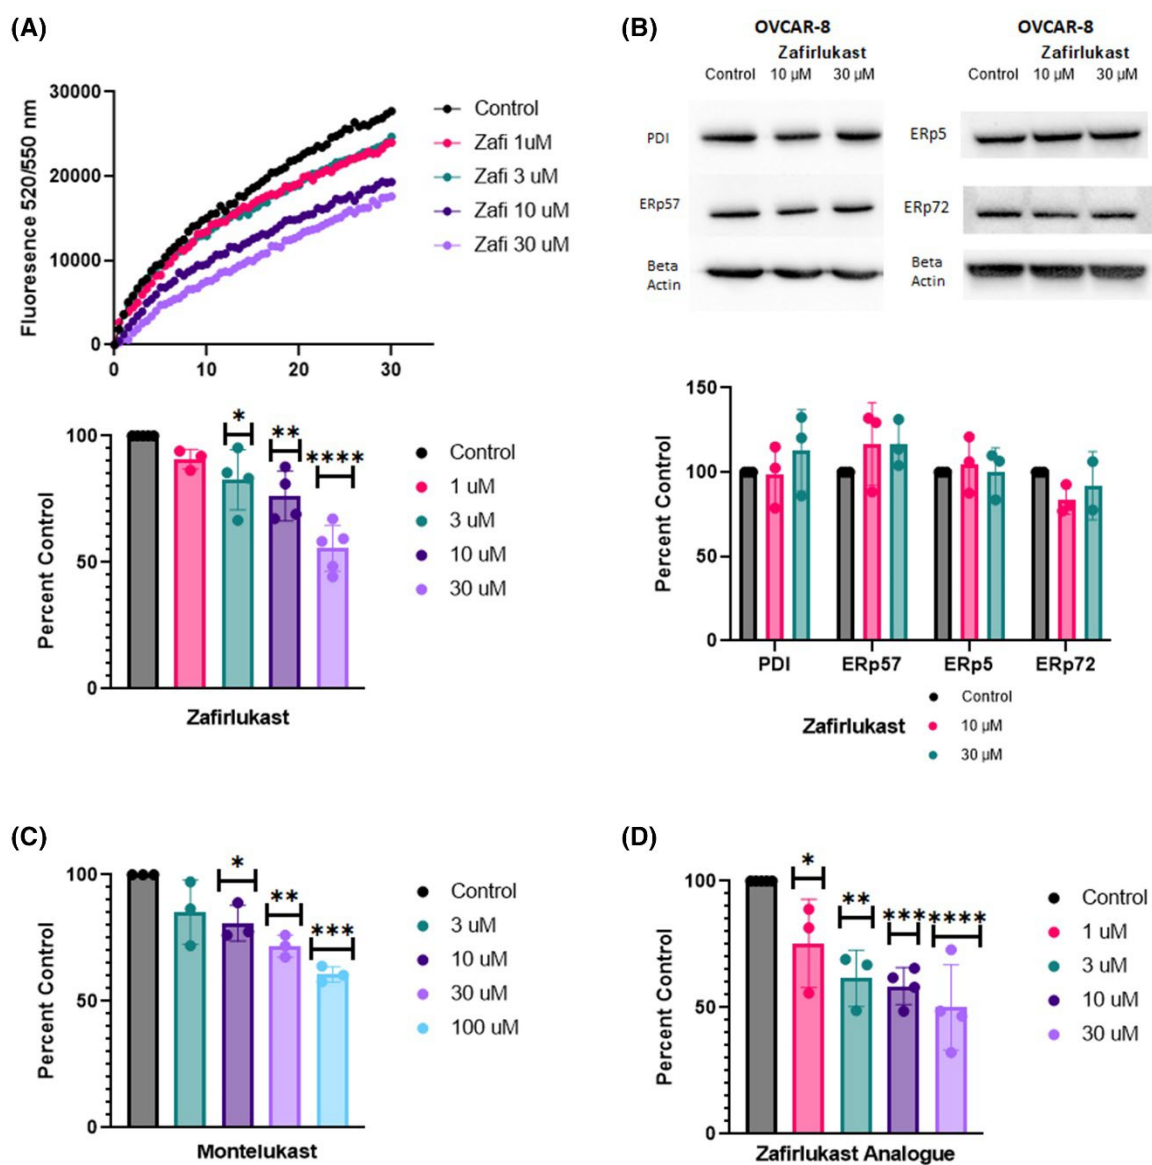 (A)
Fluoresence 520/550 nm
30000
20000
10000
0
0 10 20 30
Control
Zafi 1uM
Zafi 3 uM
Zafi 10 uM
Zafi 30 uM
Percent Control
100
50
0
* ** ****
Control
1 uM
3 uM
10 uM
30 uM
Zafirlukast
(B)
OVCAR-8
Zafirlukast
Control 10 µM 30 µM
PDI
ERp57
Beta
Actin
OVCAR-8
Zafirlukast
Control 10 µM 30 µM
ERp5
ERp72
Beta
Actin
Percent Control
150
100
50
0
PDI ERp57 ERp5 ERp72
Zafirlukast
Control
10 µM
30 µM
(C)
Percent Control
100
50
0
* ** ***
Control
3 uM
10 uM
30 uM
100 uM
Montelukast
(D)
Percent Control
100
50
0
* ** *** ****
Control
1 uM
3 uM
10 uM
30 uM
Zafirlukast Analogue